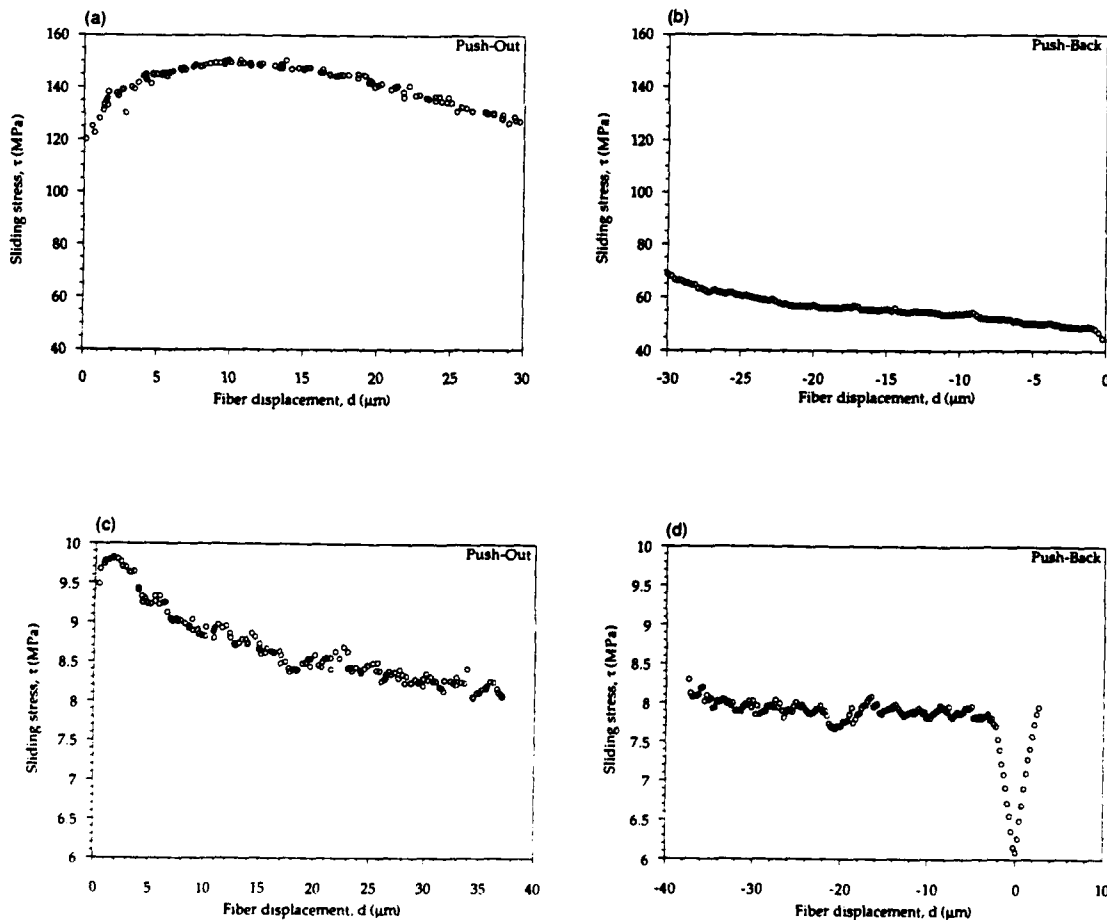 (a)
Push-Out
160
140
120
100
80
60
40
Sliding stress, τ (MPa)
0 5 10 15 20 25 30
Fiber displacement, d (μm)
(b)
Push-Back
160
140
120
100
80
60
40
Sliding stress, τ (MPa)
-30 -25 -20 -15 -10 -5 0
Fiber displacement, d (μm)
(c)
Push-Out
10
9.5
9
8.5
8
7.5
7
6.5
6
Sliding stress, τ (MPa)
0 5 10 15 20 25 30 35 40
Fiber displacement, d (μm)
(d)
Push-Back
10
9.5
9
8.5
8
7.5
7
6.5
6
Sliding stress, τ (MPa)
-40 -30 -20 -10 0 10
Fiber displacement, d (μm)